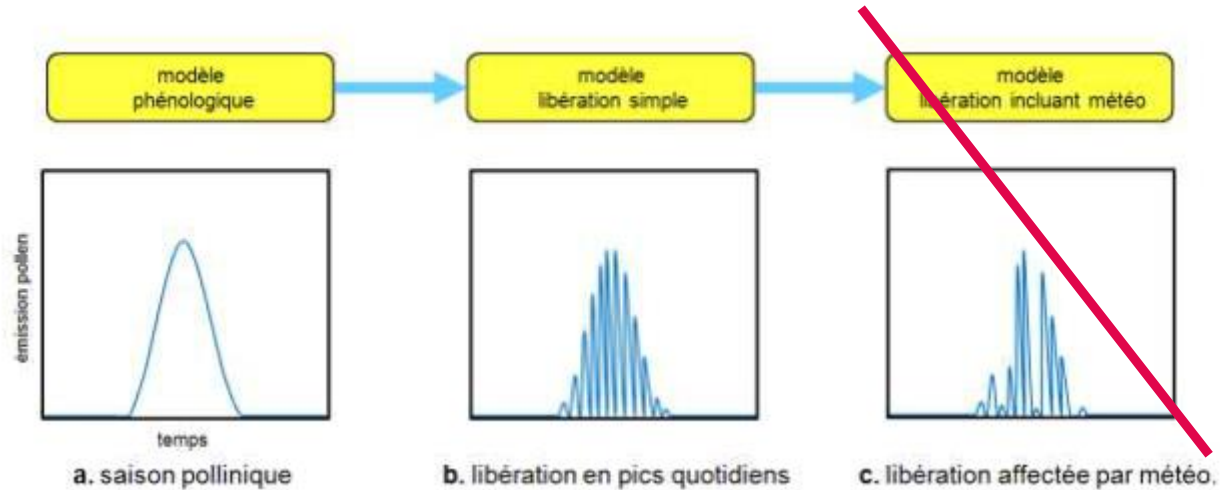 modèle
phénologique
modèle
libération simple
modèle
libération incluant météo
émission pollen
temps
a. saison pollinique
b. libération en pics quotidiens
c. libération affectée par météo.